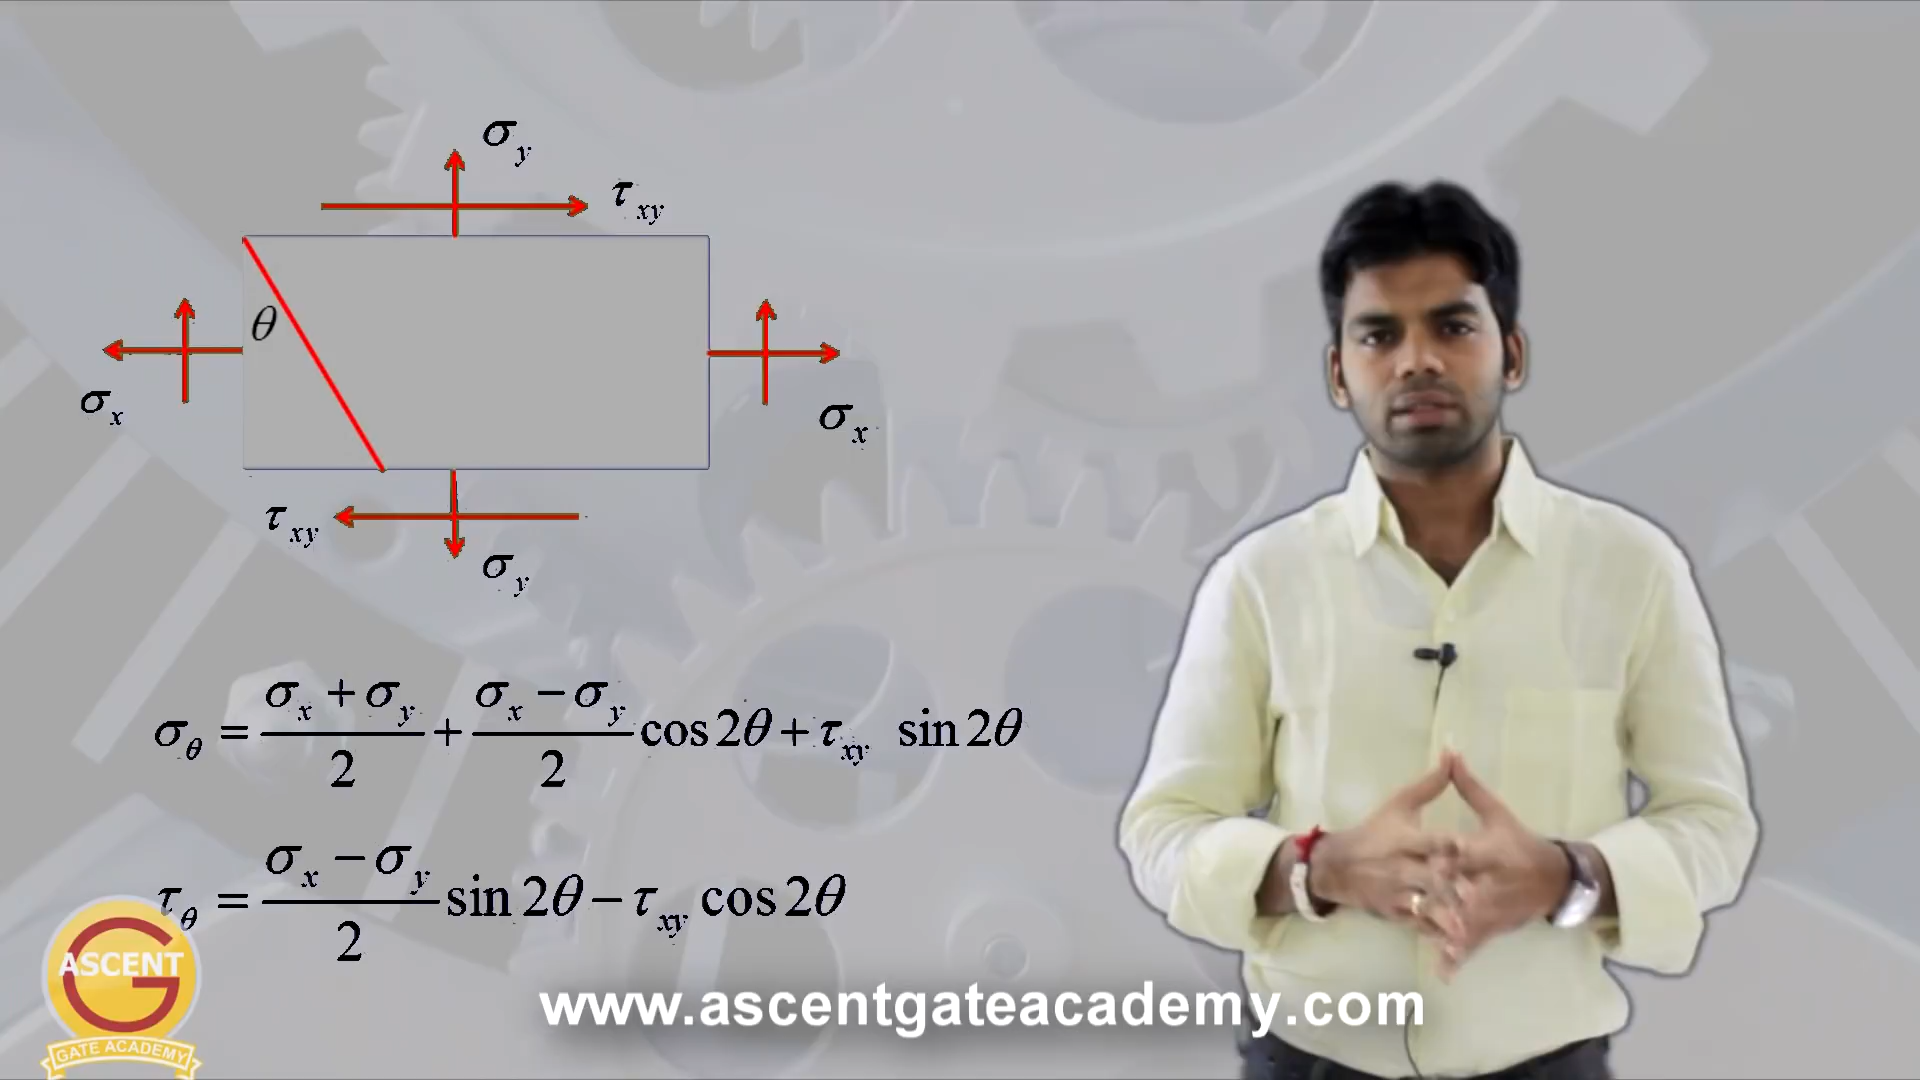 σy
τxy
θ
σx
σx
τxy
σy
σθ = (σx + σy)/2 + (σx − σy)/2 cos 2θ + τxy sin 2θ
τθ = (σx − σy)/2 sin 2θ − τxy cos 2θ
ASCENT
G
GATE ACADEMY
www.ascentgateacademy.com